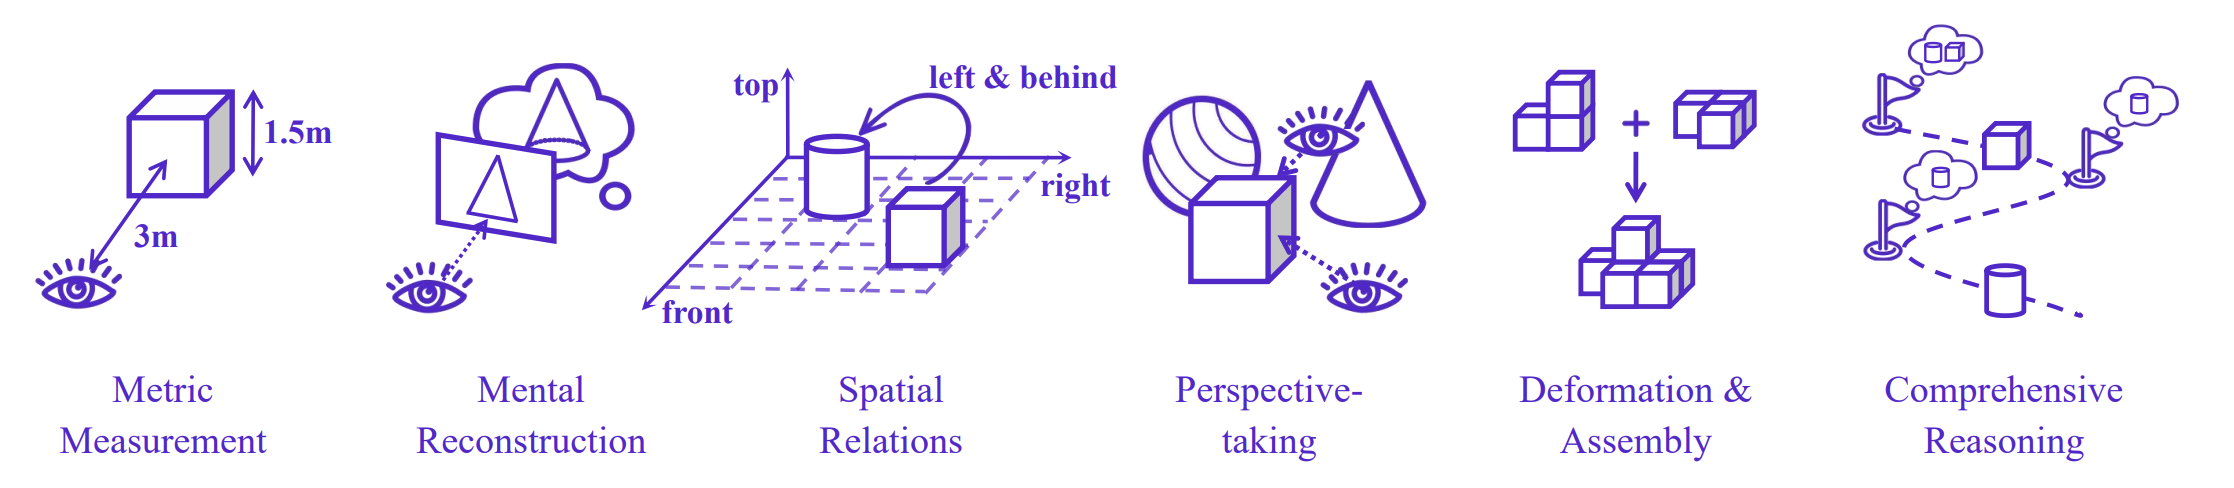 1.5m
3m
top
left & behind
right
front
Metric
Measurement
Mental
Reconstruction
Spatial
Relations
Perspective-
taking
Deformation &
Assembly
Comprehensive
Reasoning